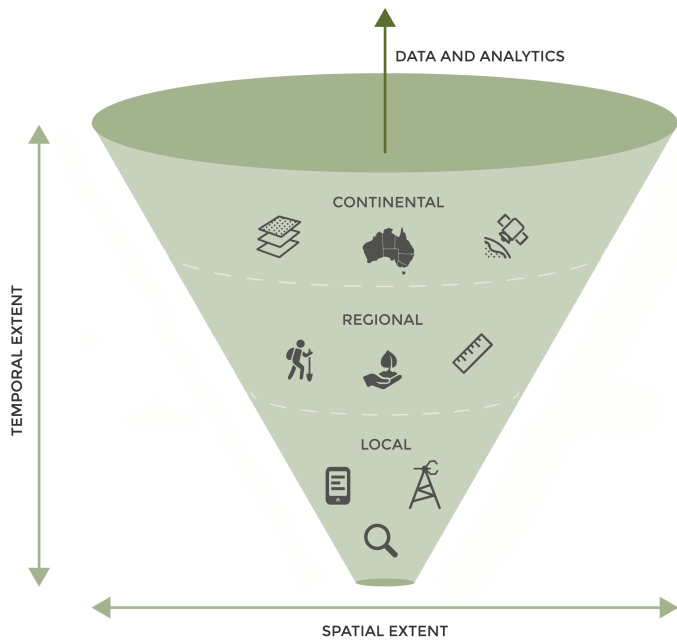 DATA AND ANALYTICS
CONTINENTAL
REGIONAL
TEMPORAL EXTENT
LOCAL
SPATIAL EXTENT